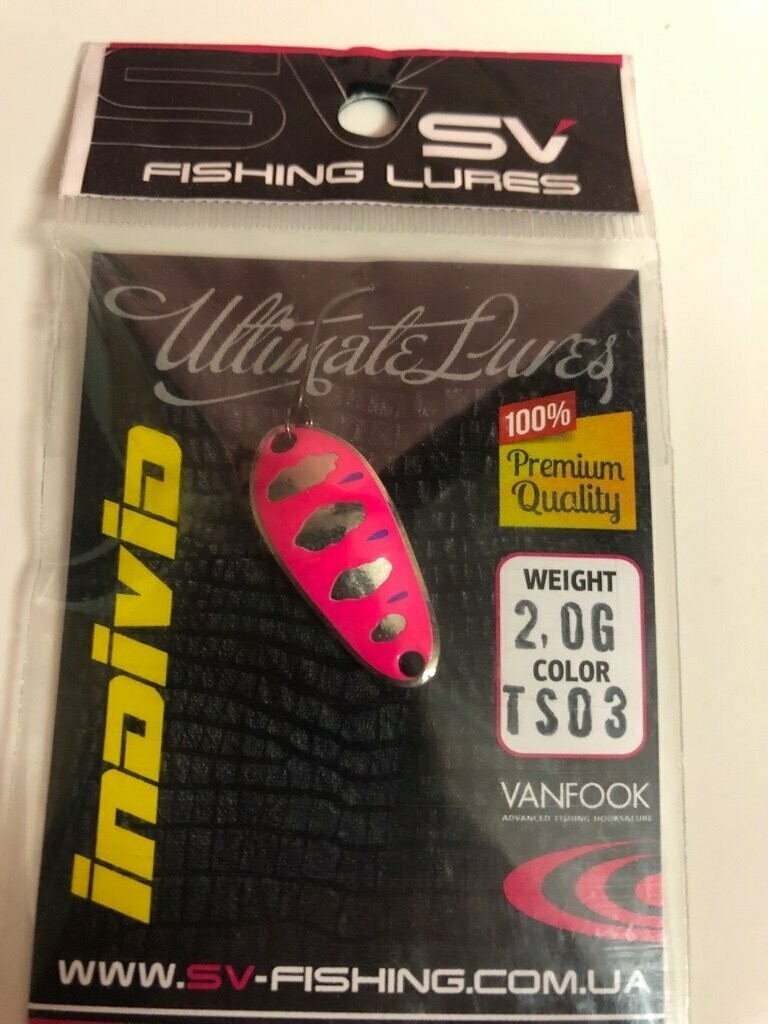 SV
SV
FISHING LURES
Ultimate Lures
100%
Premium
Quality
inDiviD
WEIGHT
2,0G
COLOR
TS03
VANFOOK
ADVANCED FISHING HOOKS&LURE
WWW.SV-FISHING.COM.UA